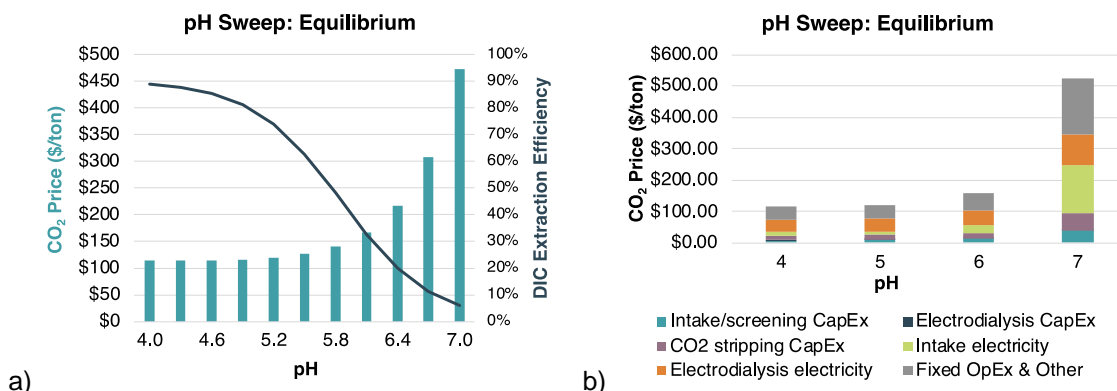 pH Sweep: Equilibrium
CO₂ Price ($/ton)
$500
$450
$400
$350
$300
$250
$200
$150
$100
$50
$0
100%
90%
80%
70%
60%
50%
40%
30%
20%
10%
0%
DIC Extraction Efficiency
4.0 4.6 5.2 5.8 6.4 7.0
pH
a)
pH Sweep: Equilibrium
CO₂ Price ($/ton)
$600.00
$500.00
$400.00
$300.00
$200.00
$100.00
$0.00
4 5 6 7
pH
Intake/screening CapEx
Electrodialysis CapEx
CO2 stripping CapEx
Intake electricity
Electrodialysis electricity
Fixed OpEx & Other
b)